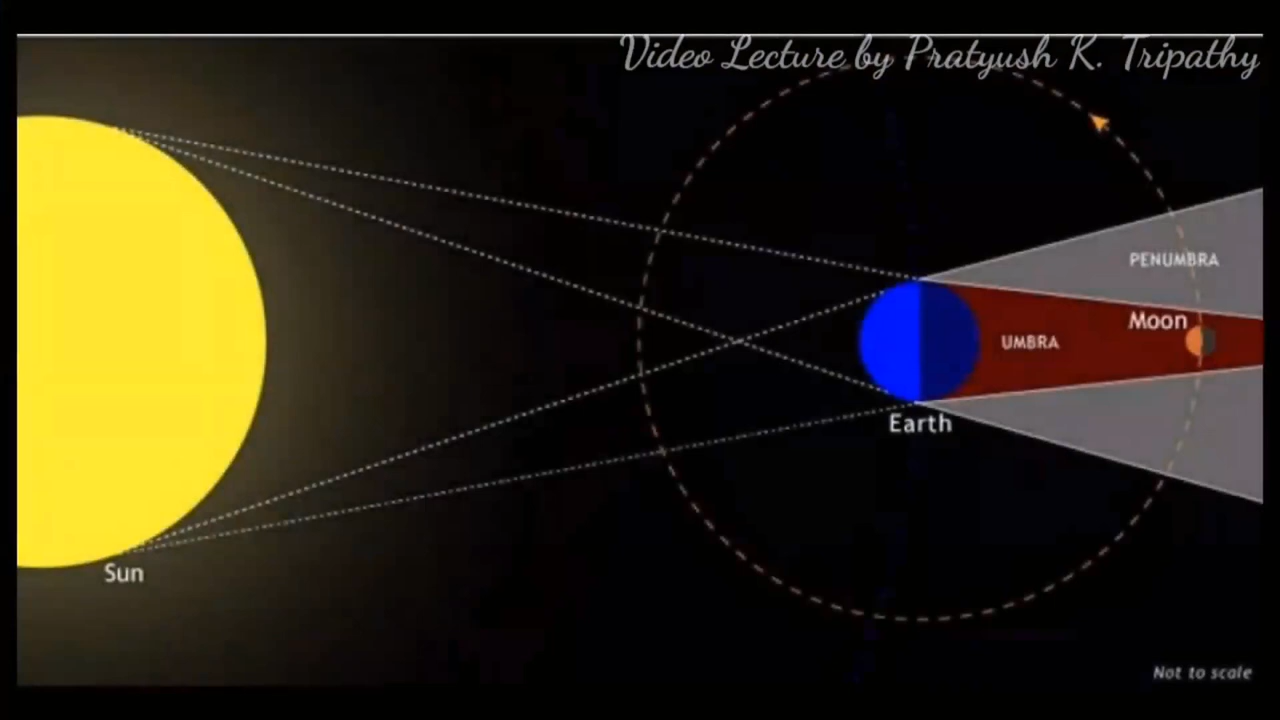 Video Lecture by Pratyush R. Tripathy
PENUMBRA
Moon
UMBRA
Earth
Sun
Not to scale